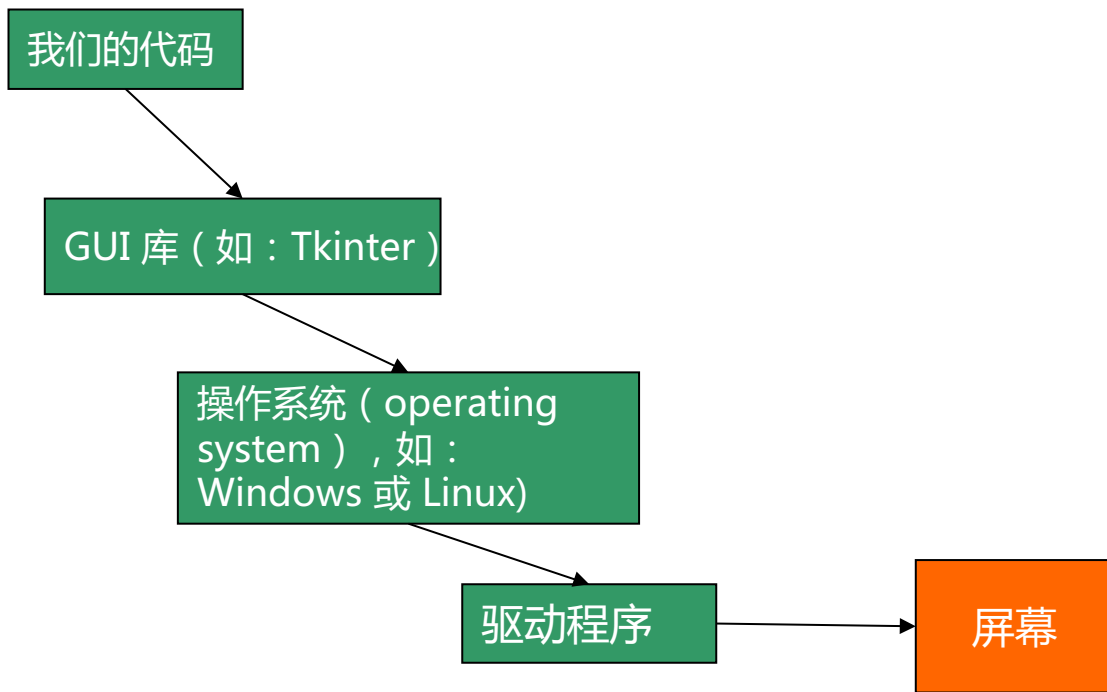 我们的代码
GUI 库（如：Tkinter）
操作系统（operating
system），如：
Windows 或 Linux)
驱动程序
屏幕